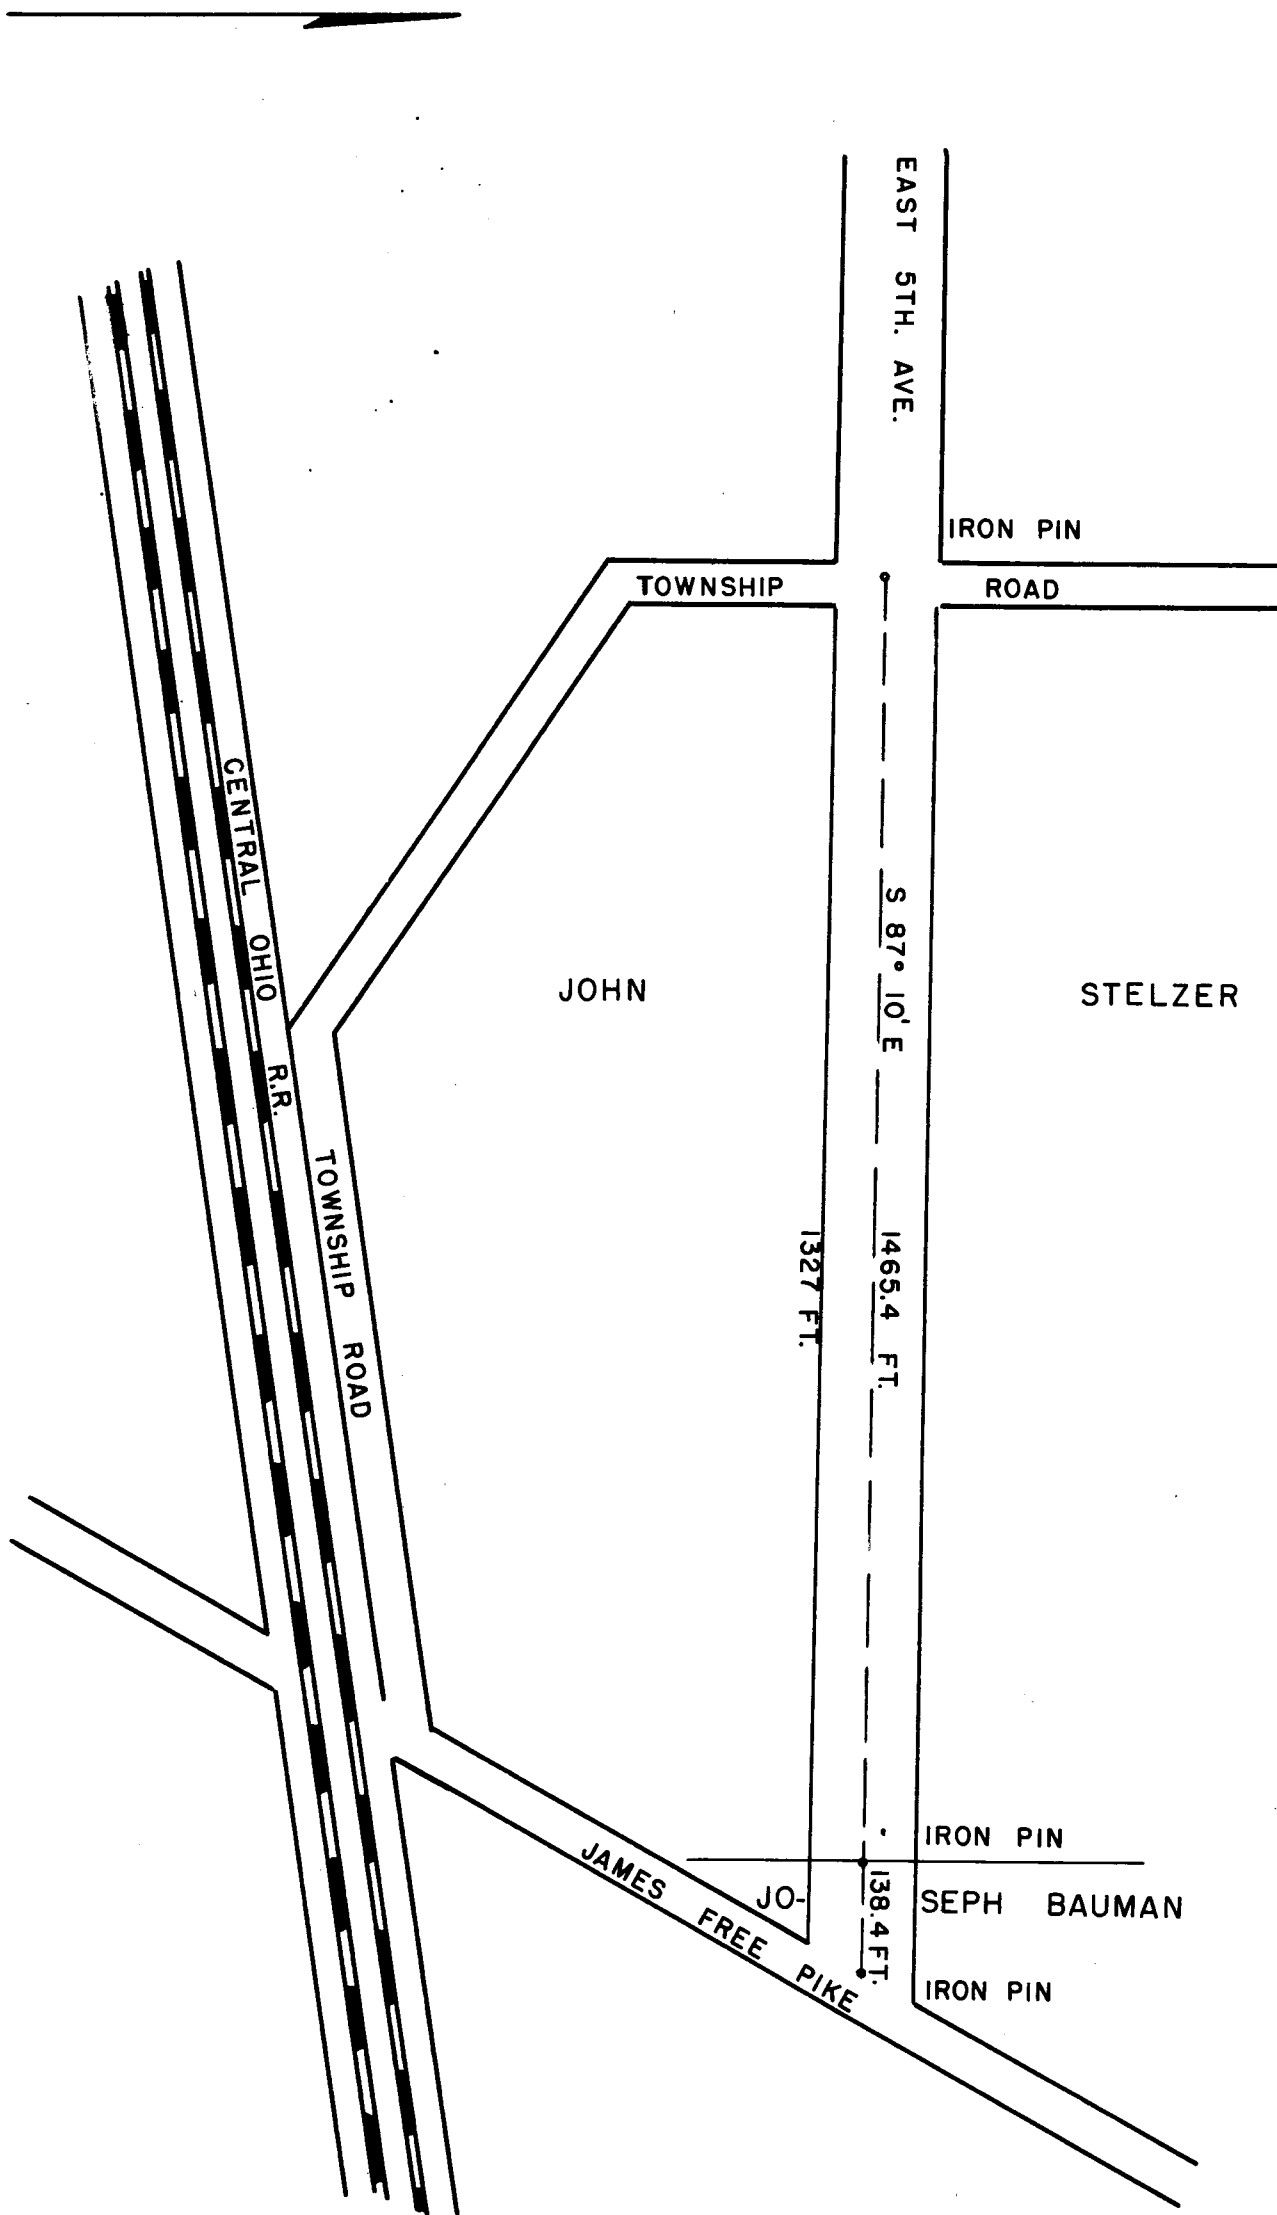 EAST 5TH. AVE.
IRON PIN
TOWNSHIP ROAD
S 87° 10' E 1465.4 FT.
CENTRAL OHIO R.R.
JOHN STELZER
TOWNSHIP ROAD
1327 FT.
IRON PIN
JAMES FREE PIKE
138.4 FT.
JO- SEPH BAUMAN
IRON PIN